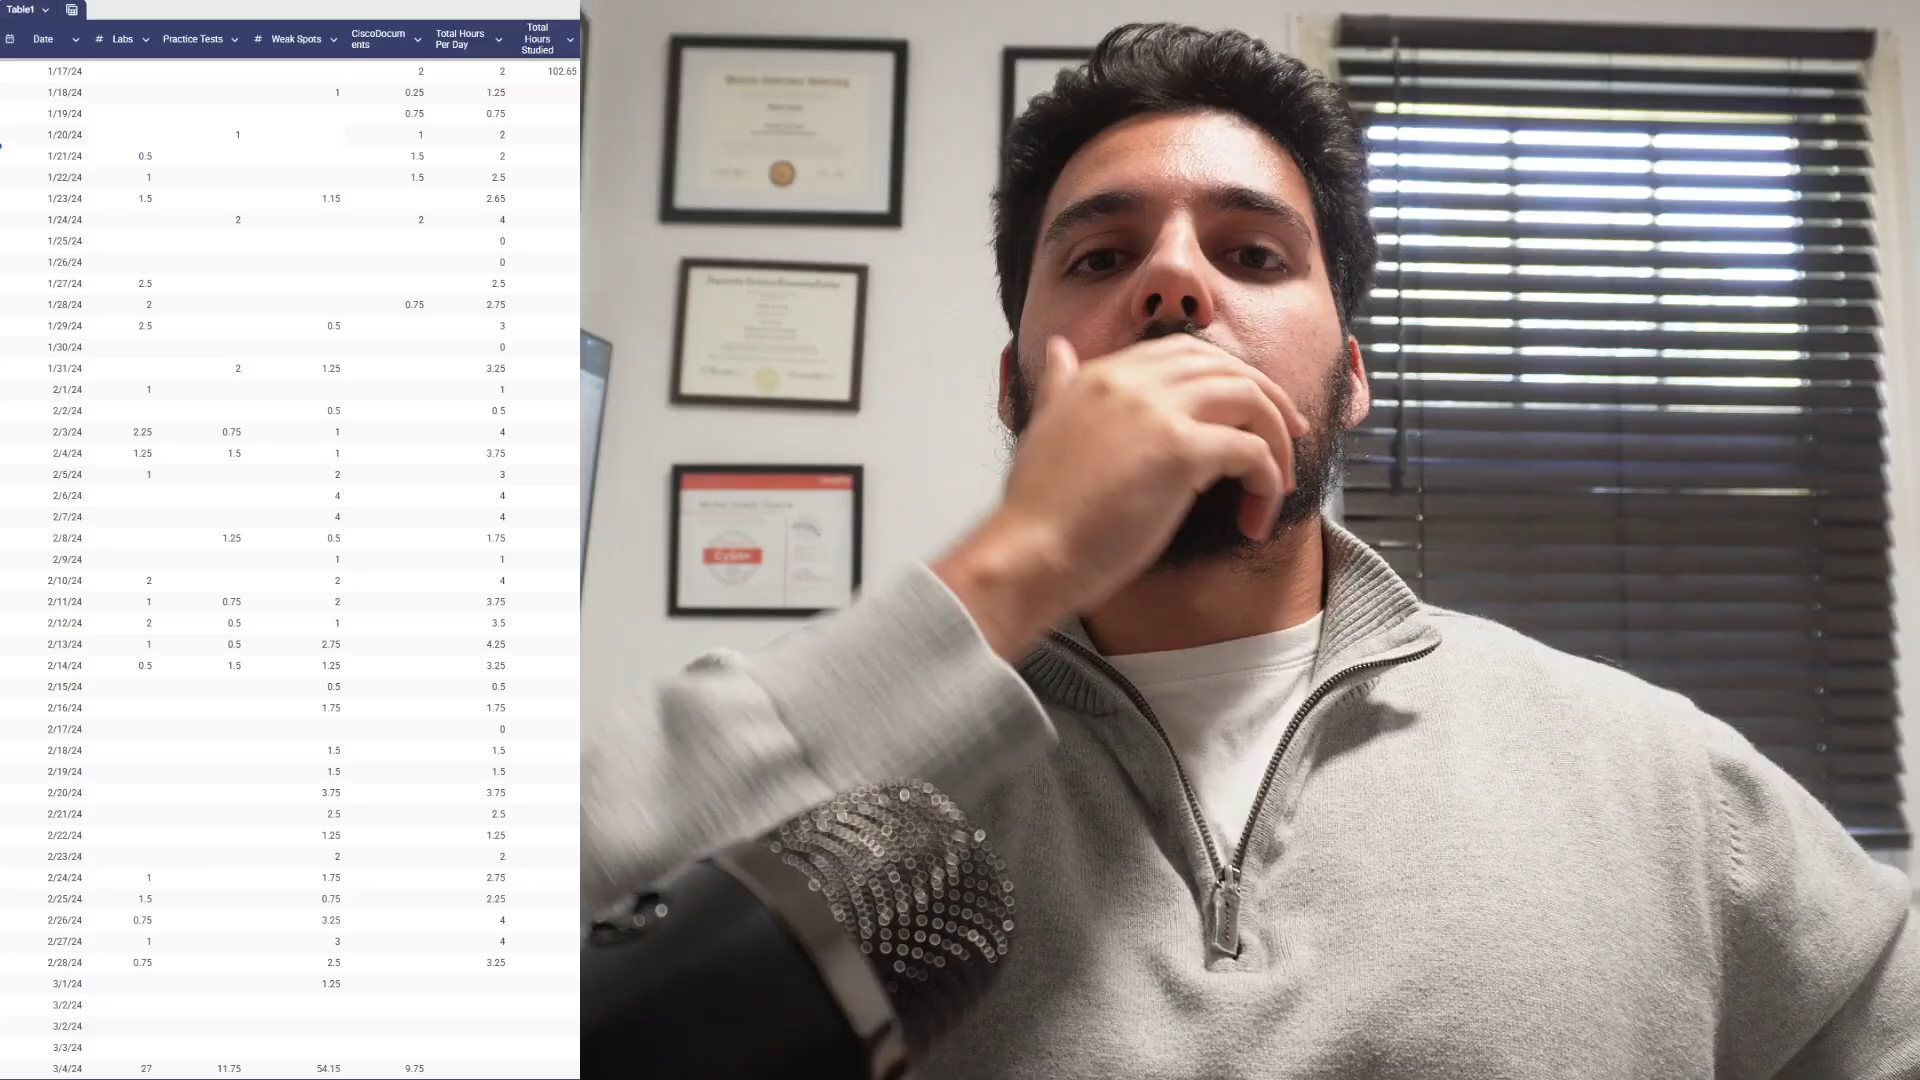 Table1
Date # Labs Practice Tests # Weak Spots CiscoDocuments Total Hours Per Day Total Hours Studied
1/17/24 2 2 102.65
1/18/24 1 0.25 1.25
1/19/24 0.75 0.75
1/20/24 1 1 2
1/21/24 0.5 1.5 2
1/22/24 1 1.5 2.5
1/23/24 1.5 1.15 2.65
1/24/24 2 2 4
1/25/24 0
1/26/24 0
1/27/24 2.5 2.5
1/28/24 2 0.75 2.75
1/29/24 2.5 0.5 3
1/30/24 0
1/31/24 2 1.25 3.25
2/1/24 1 1
2/2/24 0.5 0.5
2/3/24 2.25 0.75 1 4
2/4/24 1.25 1.5 1 3.75
2/5/24 1 2 3
2/6/24 4 4
2/7/24 4 4
2/8/24 1.25 0.5 1.75
2/9/24 1 1
2/10/24 2 2 4
2/11/24 1 0.75 2 3.75
2/12/24 2 0.5 1 3.5
2/13/24 1 0.5 2.75 4.25
2/14/24 0.5 1.5 1.25 3.25
2/15/24 0.5 0.5
2/16/24 1.75 1.75
2/17/24 0
2/18/24 1.5 1.5
2/19/24 1.5 1.5
2/20/24 3.75 3.75
2/21/24 2.5 2.5
2/22/24 1.25 1.25
2/23/24 2 2
2/24/24 1 1.75 2.75
2/25/24 1.5 0.75 2.25
2/26/24 0.75 3.25 4
2/27/24 1 3 4
2/28/24 0.75 2.5 3.25
3/1/24 1.25
3/2/24
3/2/24
3/3/24
3/4/24 27 11.75 54.15 9.75
CySA+